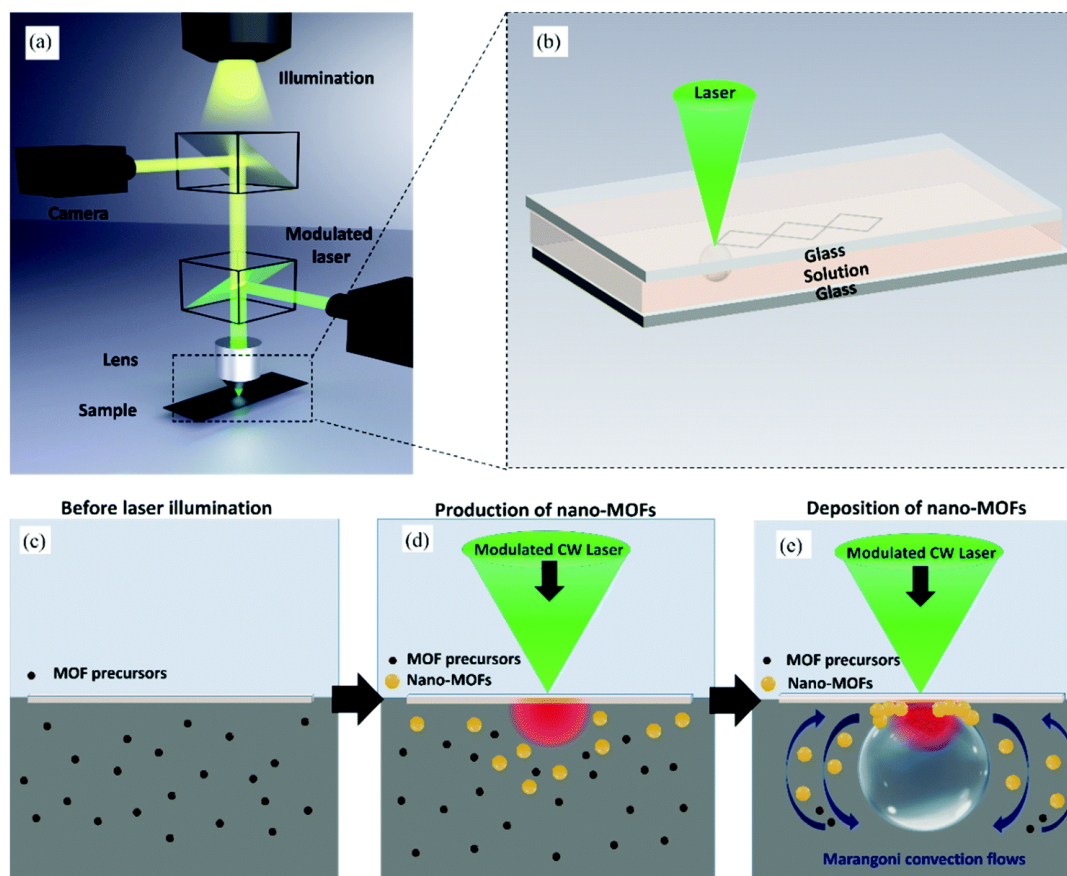 (a)
Illumination
Camera
Modulated
laser
Lens
Sample
(b)
Laser
Glass
Solution
Glass
Before laser illumination
(c)
MOF precursors
Production of nano-MOFs
(d)
Modulated CW Laser
MOF precursors
Nano-MOFs
Deposition of nano-MOFs
(e)
Modulated CW Laser
MOF precursors
Nano-MOFs
Marangoni convection flows